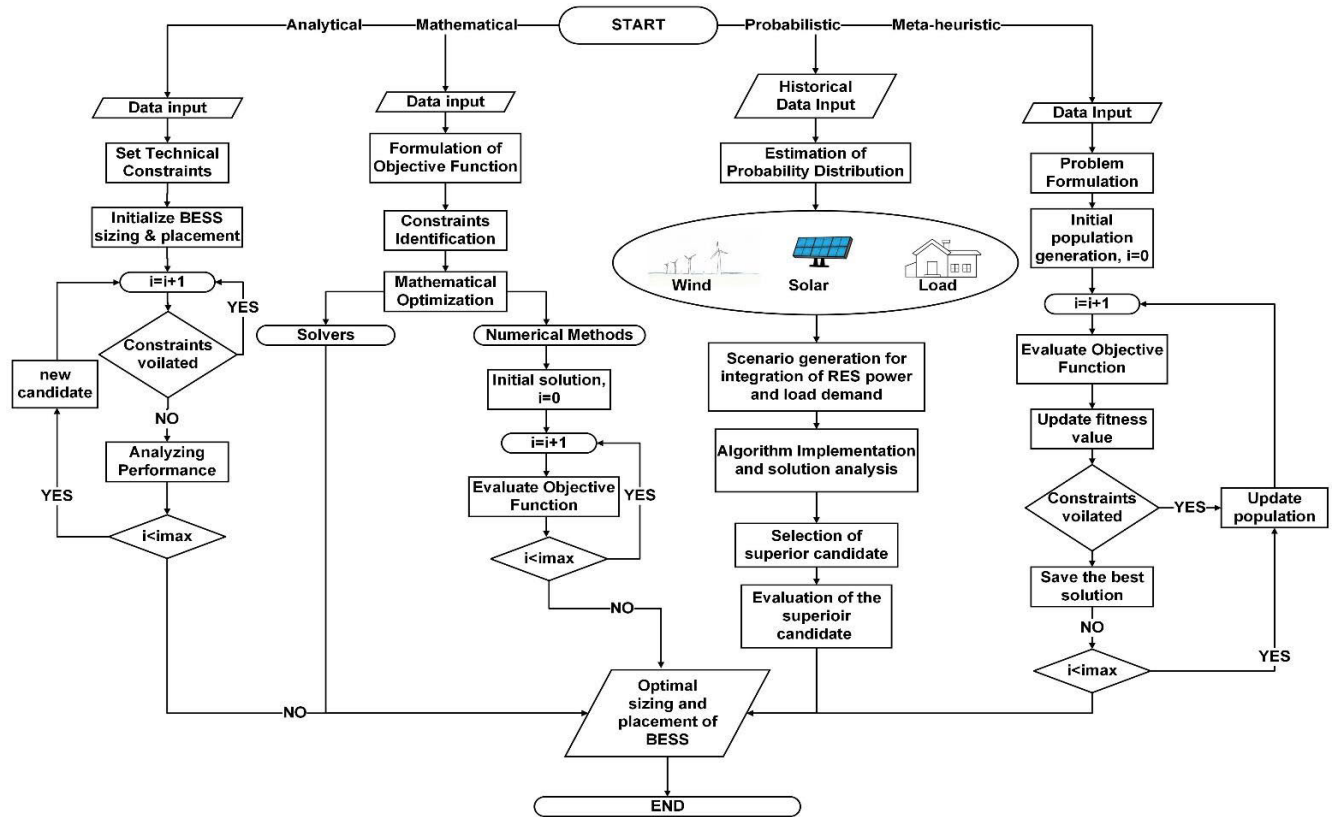 Analytical
Mathematical
START
Probabilistic
Meta-heuristic
Data input
Set Technical
Constraints
Initialize BESS
sizing & placement
i=i+1
YES
Constraints
voilated
new
candidate
NO
Analyzing
Performance
YES
i<imax
NO
Data input
Formulation of
Objective Function
Constraints
Identification
Mathematical
Optimization
Solvers
Numerical Methods
Initial solution,
i=0
i=i+1
Evaluate Objective
Function
YES
i<imax
NO
Historical
Data Input
Estimation of
Probability Distribution
Wind
Solar
Load
Scenario generation for
integration of RES power
and load demand
Algorithm Implementation
and solution analysis
Selection of
superior candidate
Evaluation of the
superioir
candidate
Data Input
Problem
Formulation
Initial
population
generation, i=0
i=i+1
Evaluate Objective
Function
Update fitness
value
Constraints
voilated
YES
Update
population
Save the best
solution
NO
i<imax
YES
Optimal
sizing and
placement of
BESS
END